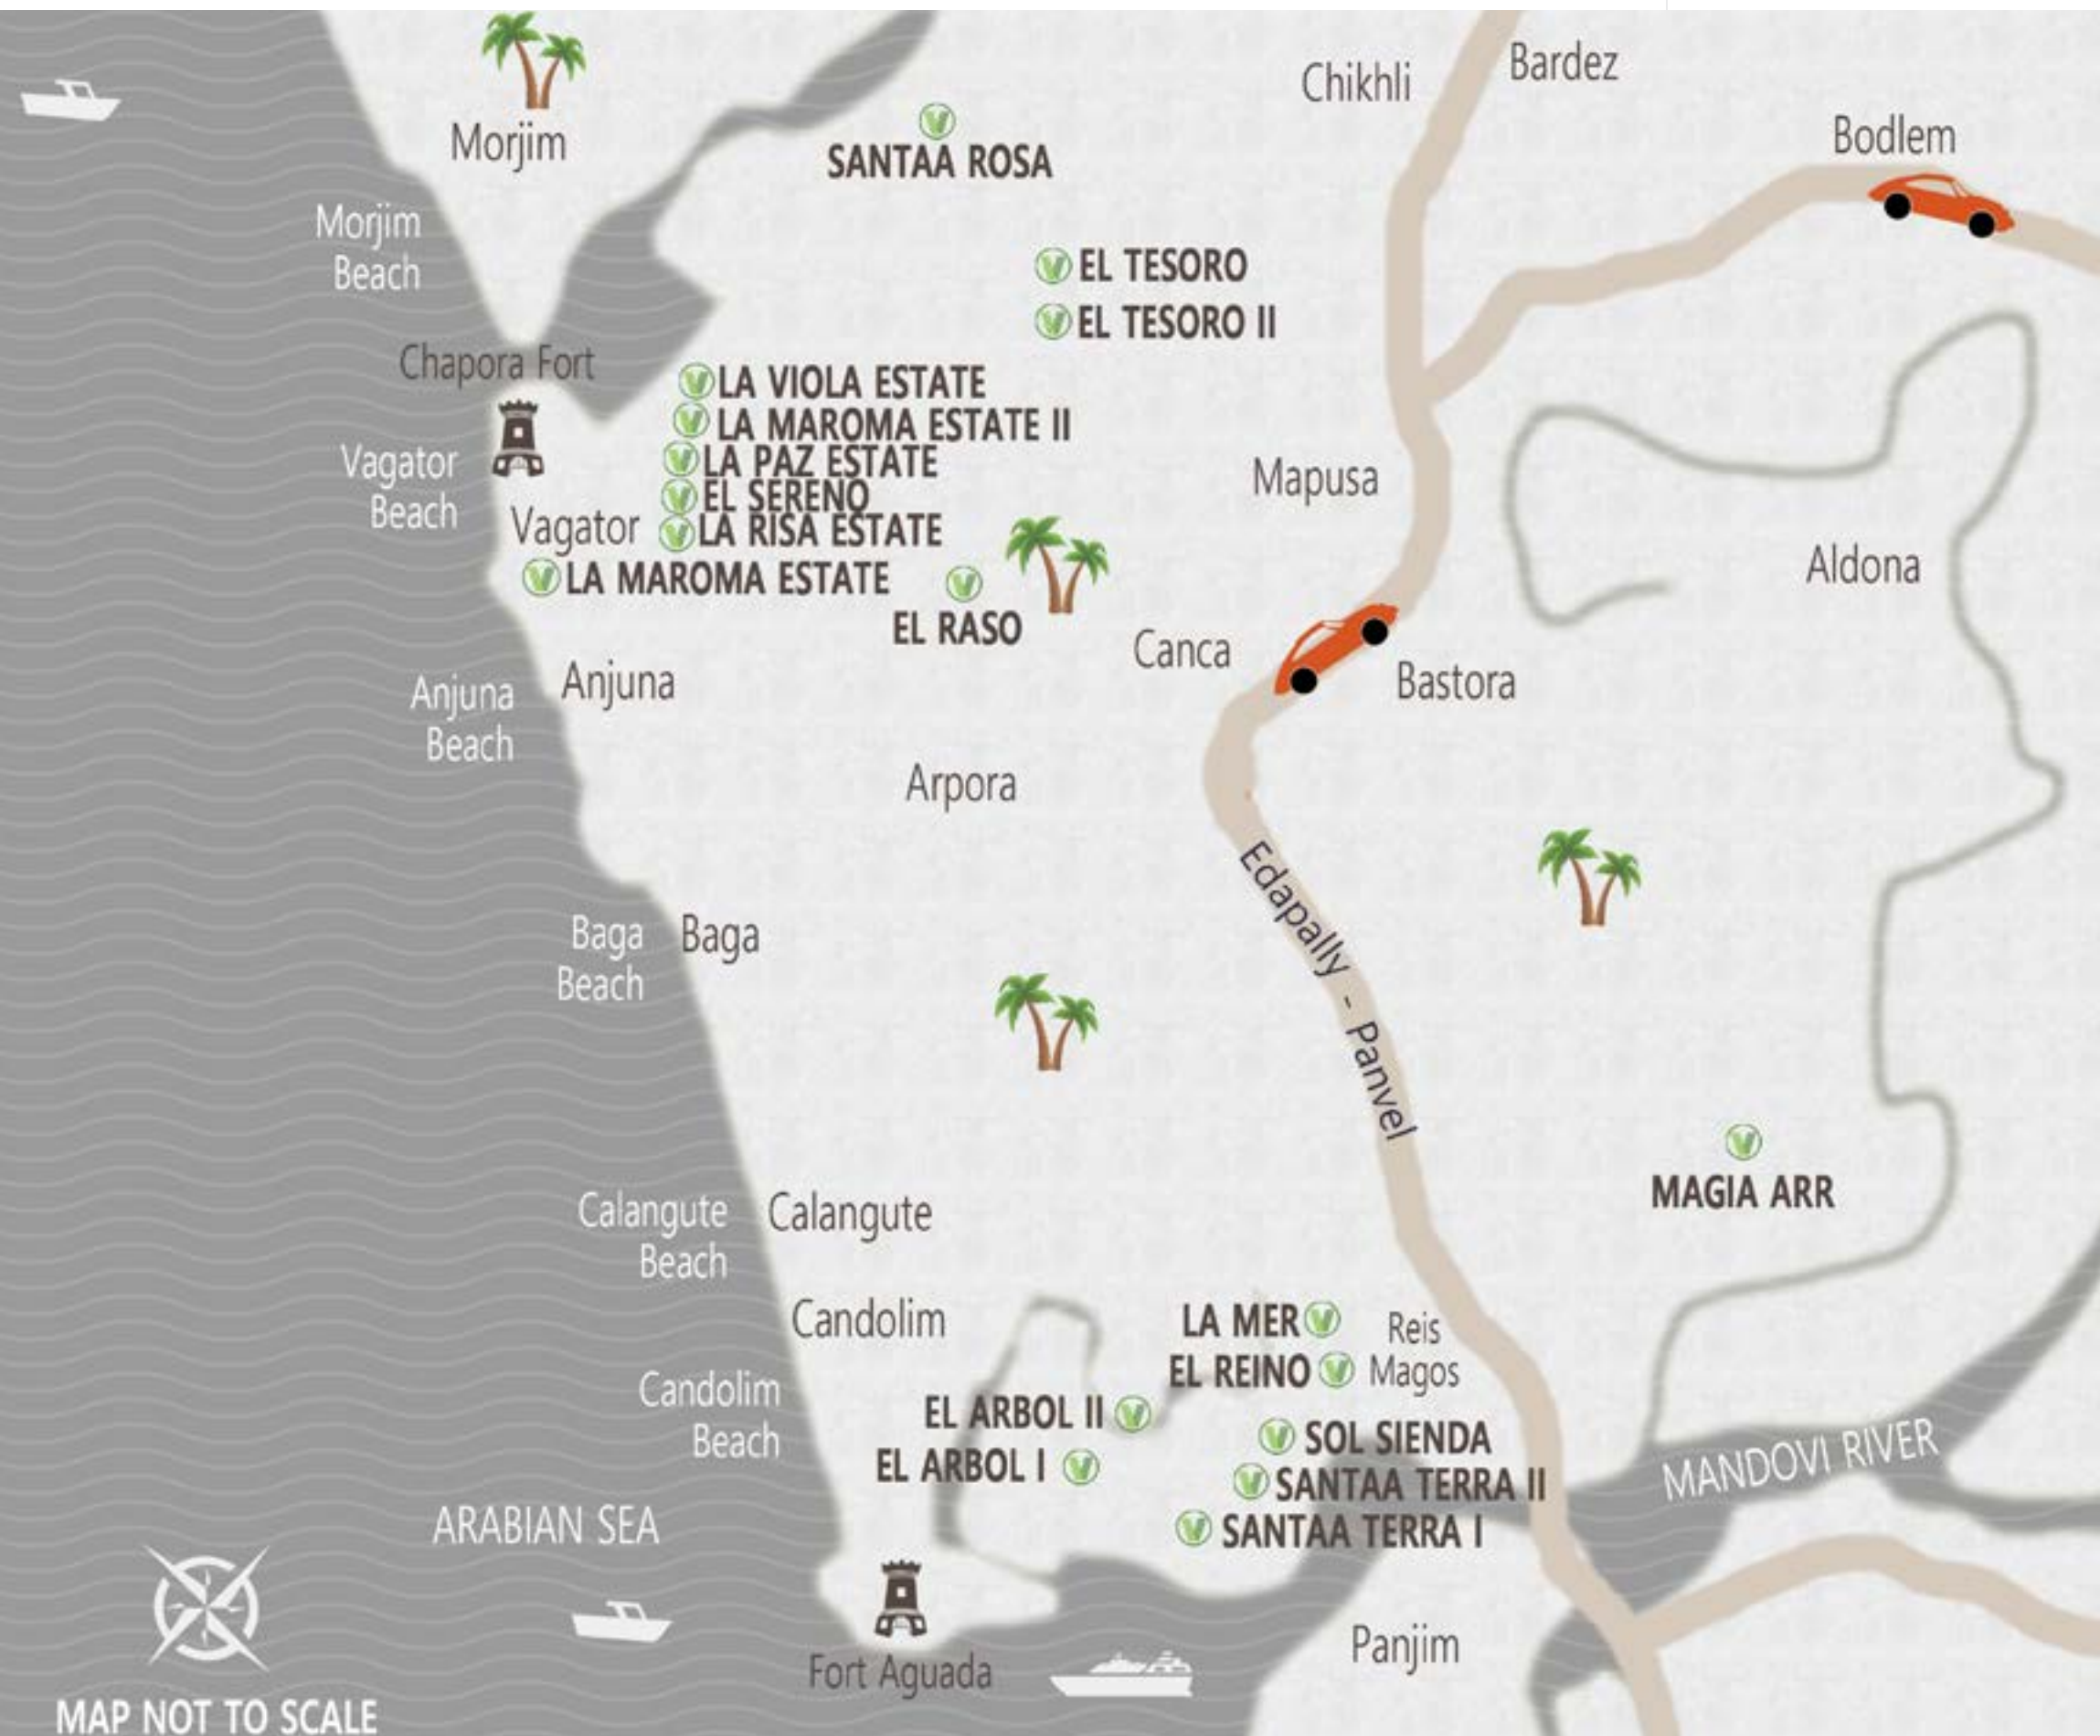 Chikhli
Bardez
Bodlem
Morjim
SANTAA ROSA
Morjim
Beach
EL TESORO
EL TESORO II
Chapora Fort
LA VIOLA ESTATE
LA MAROMA ESTATE II
LA PAZ ESTATE
EL SERENO
LA RISA ESTATE
Vagator
Beach
Vagator
LA MAROMA ESTATE
EL RASO
Mapusa
Aldona
Canca
Bastora
Anjuna
Beach
Anjuna
Arpora
Edapally - Panvel
Baga
Beach
Baga
MAGIA ARR
Calangute
Beach
Calangute
Candolim
LA MER
Reis
Magos
EL REINO
Candolim
Beach
EL ARBOL II
EL ARBOL I
SOL SIENDA
SANTAA TERRA II
SANTAA TERRA I
MANDOVI RIVER
ARABIAN SEA
Fort Aguada
Panjim
MAP NOT TO SCALE